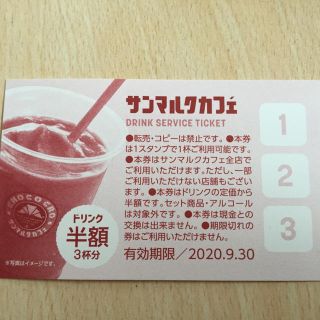 サンマルクカフェ
DRINK SERVICE TICKET
●転売・コピーは禁止です。●本券
は1スタンプで1杯ご利用可能です。
●本券はサンマルクカフェ全店で
ご利用いただけます。ただし、一部
ご利用いただけない店舗もござい
ます。●本券はドリンクの定価から
半額です。セット商品・アルコール
は対象外です。●本券は現金との
交換は出来ません。●期限切れの
券はご利用いただけません。
有効期限／2020.9.30
1
2
3
ドリンク
半額
3杯分
CHOCOCRO
サンマルクカフェ
※写真はイメージです。